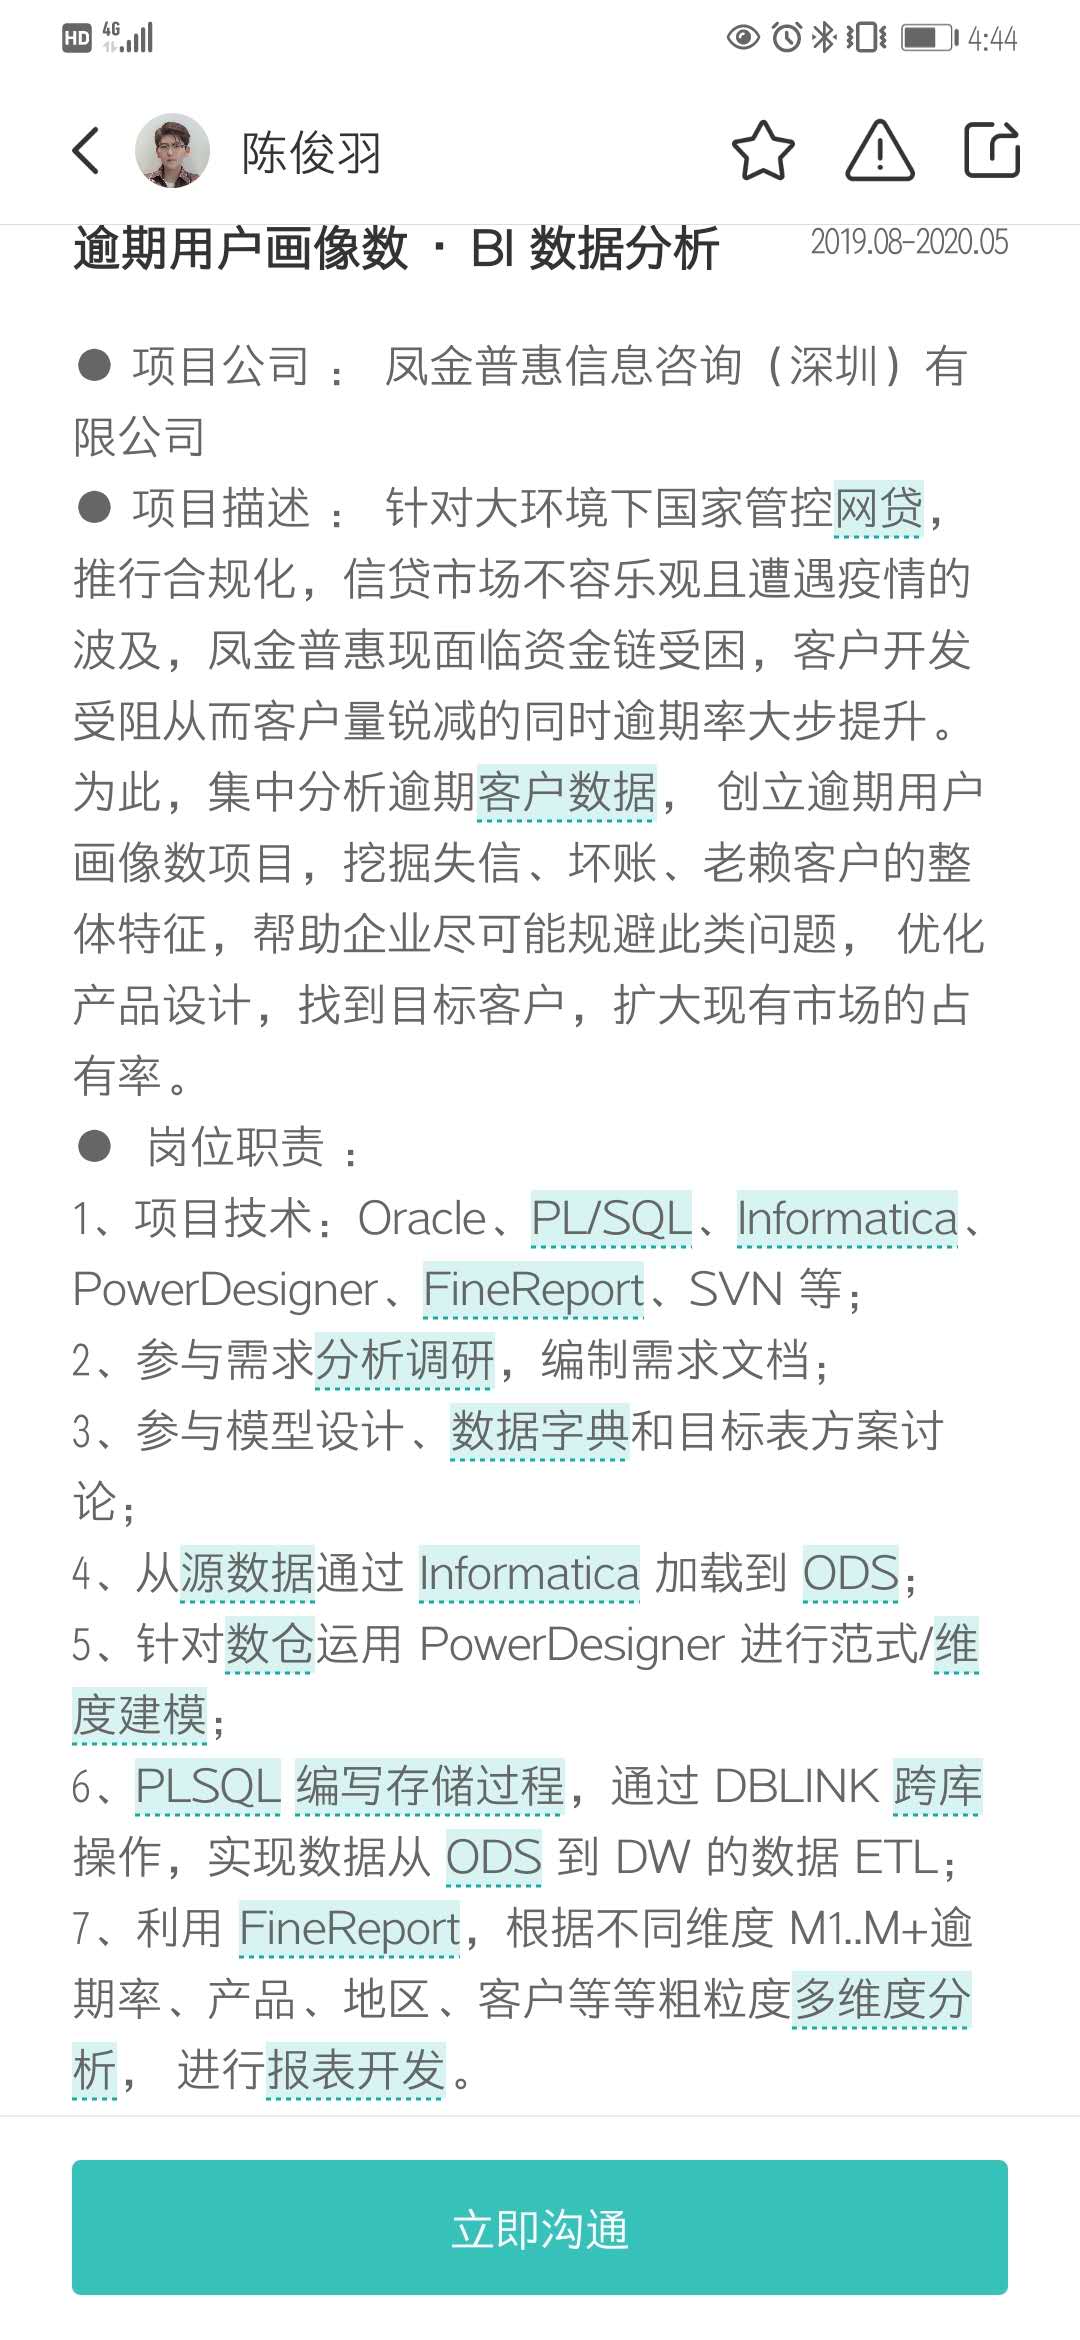 HD 4G 4:44
陈俊羽
逾期用户画像数 · BI 数据分析 2019.08-2020.05
● 项目公司 ： 凤金普惠信息咨询（深圳）有
限公司
● 项目描述 ： 针对大环境下国家管控网贷，
推行合规化，信贷市场不容乐观且遭遇疫情的
波及，凤金普惠现面临资金链受困，客户开发
受阻从而客户量锐减的同时逾期率大步提升。
为此，集中分析逾期客户数据， 创立逾期用户
画像数项目，挖掘失信、坏账、老赖客户的整
体特征，帮助企业尽可能规避此类问题， 优化
产品设计，找到目标客户，扩大现有市场的占
有率。
● 岗位职责 ：
1、项目技术：Oracle、PL/SQL、Informatica、
PowerDesigner、FineReport、SVN 等；
2、参与需求分析调研，编制需求文档；
3、参与模型设计、数据字典和目标表方案讨
论；
4、从源数据通过 Informatica 加载到 ODS；
5、针对数仓运用 PowerDesigner 进行范式/维
度建模；
6、PLSQL 编写存储过程，通过 DBLINK 跨库
操作，实现数据从 ODS 到 DW 的数据 ETL；
7、利用 FineReport，根据不同维度 M1..M+逾
期率、产品、地区、客户等等粗粒度多维度分
析， 进行报表开发。
立即沟通